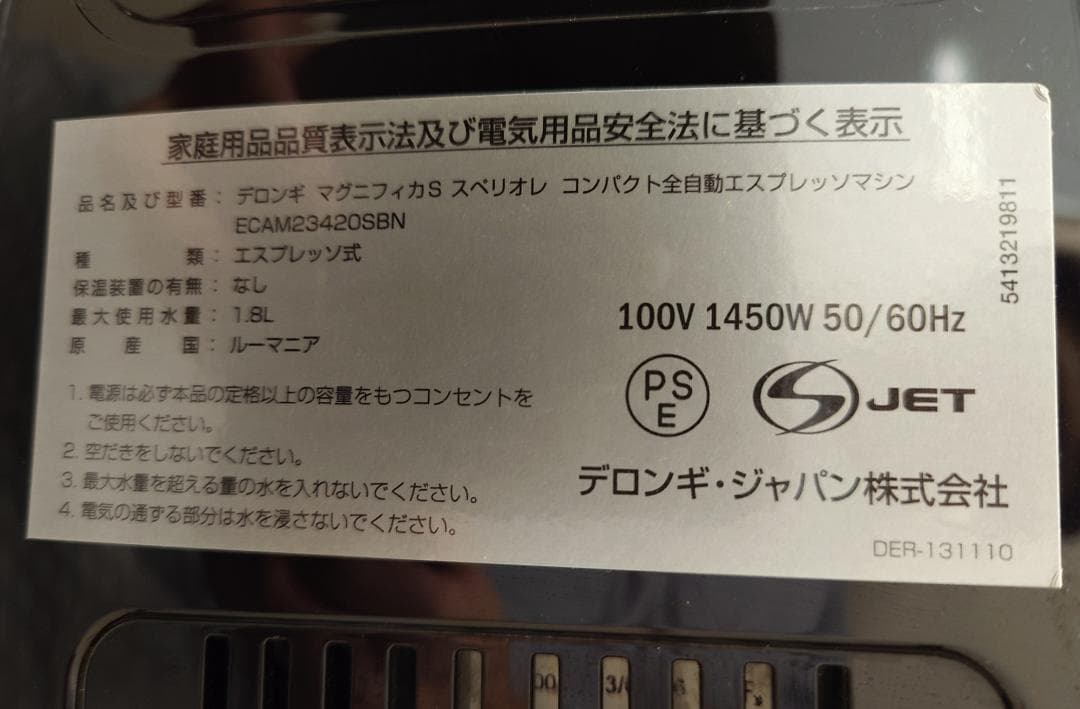 家庭用品品質表示法及び電気用品安全法に基づく表示
品名及び型番：デロンギ マグニフィカS スペリオレ コンパクト全自動エスプレッソマシン
ECAM23420SBN
種類：エスプレッソ式
保温装置の有無：なし
最大使用水量：1.8L
原産国：ルーマニア
1. 電源は必ず本品の定格以上の容量をもつコンセントを
ご使用ください。
2. 空だきをしないでください。
3. 最大水量を超える量の水を入れないでください。
4. 電気の通ずる部分は水を浸さないでください。
5413219811
100V 1450W 50/60Hz
PSE
JET
デロンギ・ジャパン株式会社
DER-131110